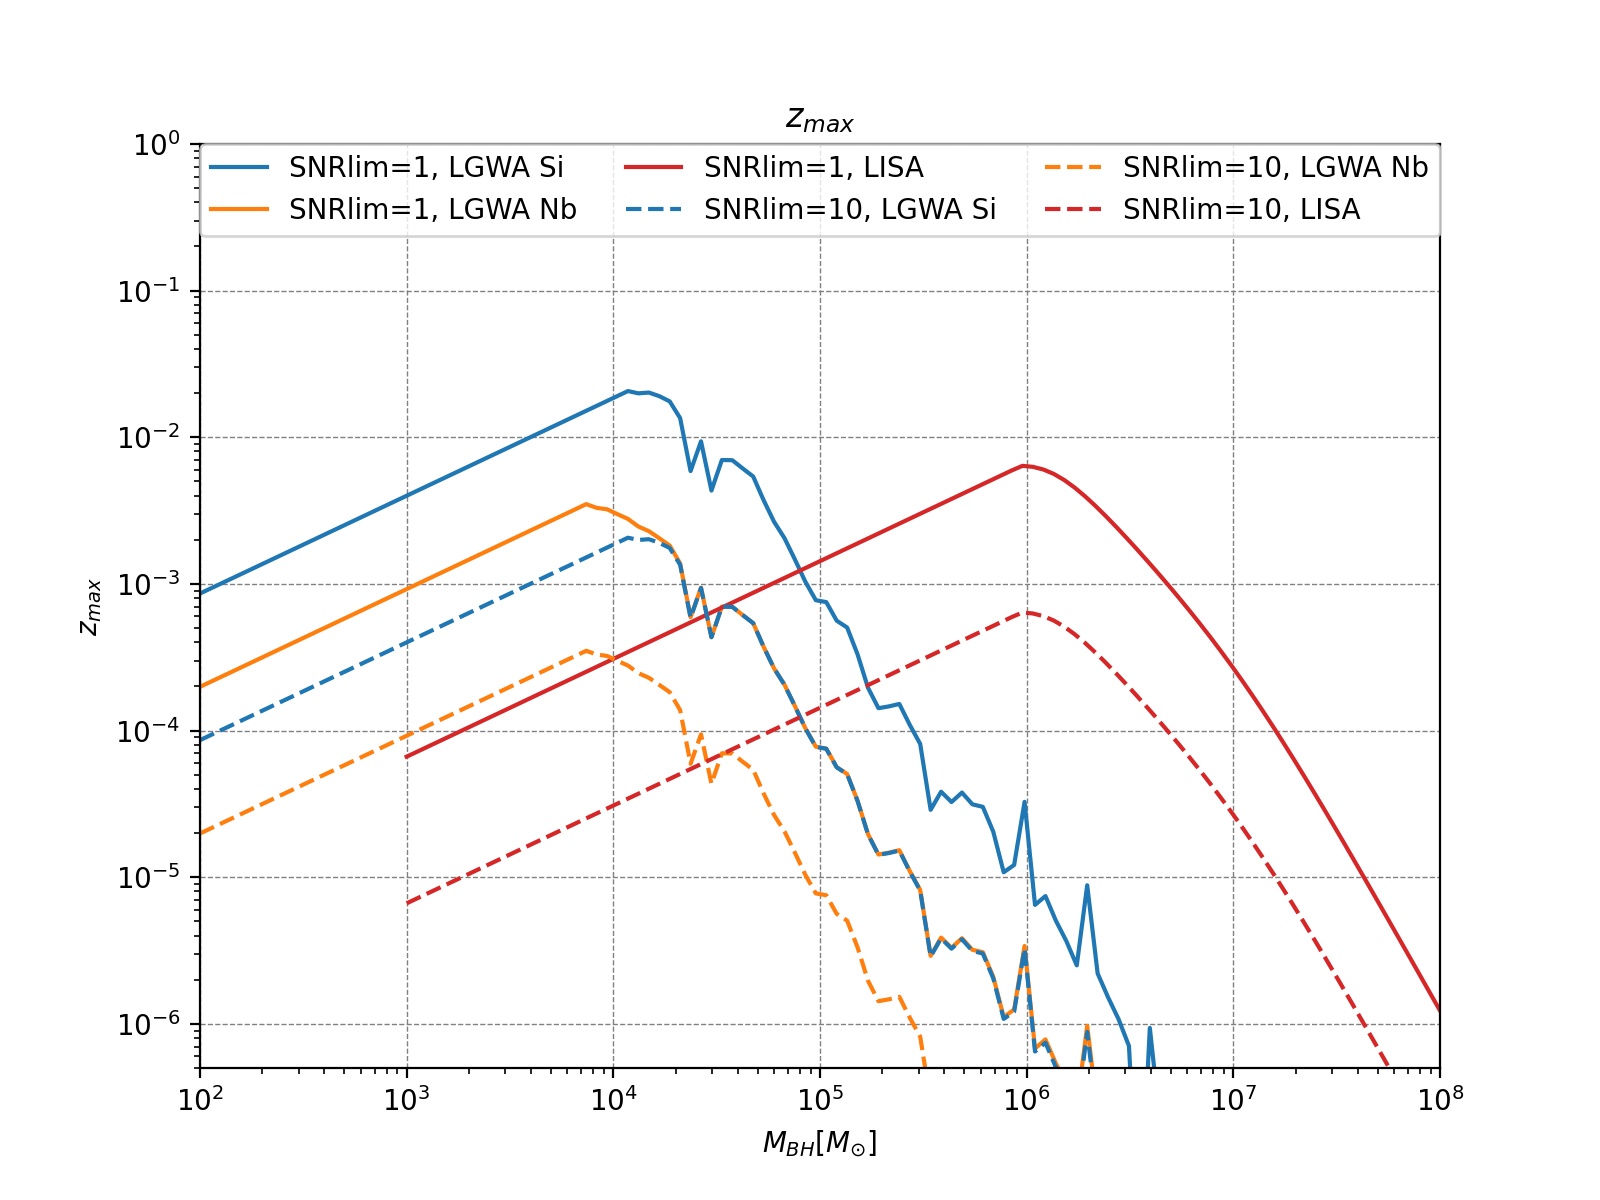 z_max
SNRlim=1, LGWA Si SNRlim=1, LISA SNRlim=10, LGWA Nb
SNRlim=1, LGWA Nb SNRlim=10, LGWA Si SNRlim=10, LISA
10^0
10^−1
10^−2
10^−3
10^−4
10^−5
10^−6
z_max
10^2 10^3 10^4 10^5 10^6 10^7 10^8
M_BH[M_⊙]